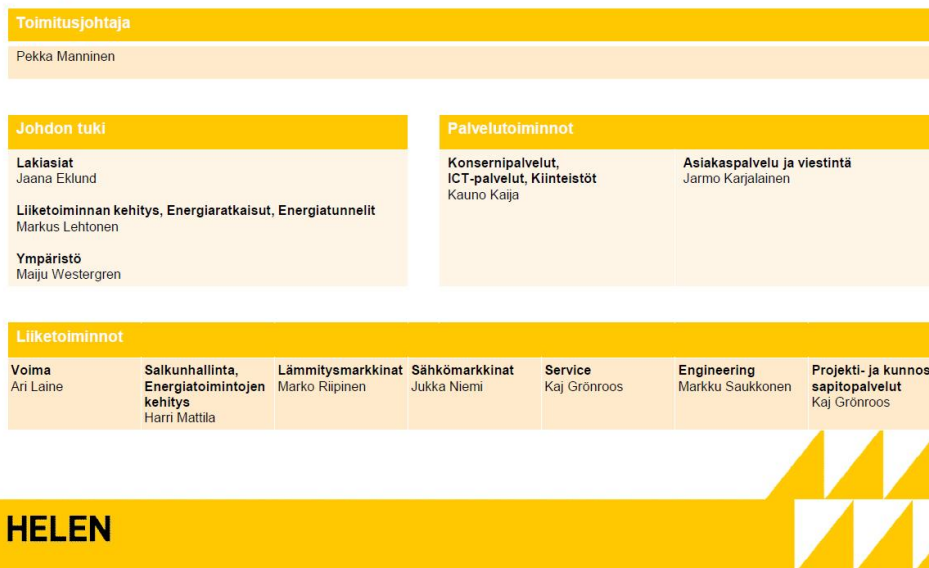 Toimitusjohtaja
Pekka Manninen
Johdon tuki
Lakiasiat
Jaana Eklund
Liiketoiminnan kehitys, Energiaratkaisut, Energiatunnelit
Markus Lehtonen
Ympäristö
Maiju Westergren
Palvelutoiminnot
Konsernipalvelut,
ICT-palvelut, Kiinteistöt
Kauno Kaija
Asiakaspalvelu ja viestintä
Jarmo Karjalainen
Liiketoiminnot
Voima
Ari Laine
Salkunhallinta,
Energiatoimintojen
kehitys
Harri Mattila
Lämmitysmarkkinat
Marko Riipinen
Sähkömarkkinat
Jukka Niemi
Service
Kaj Grönroos
Engineering
Markku Saukkonen
Projekti- ja kunnos
sapitopalvelut
Kaj Grönroos
HELEN